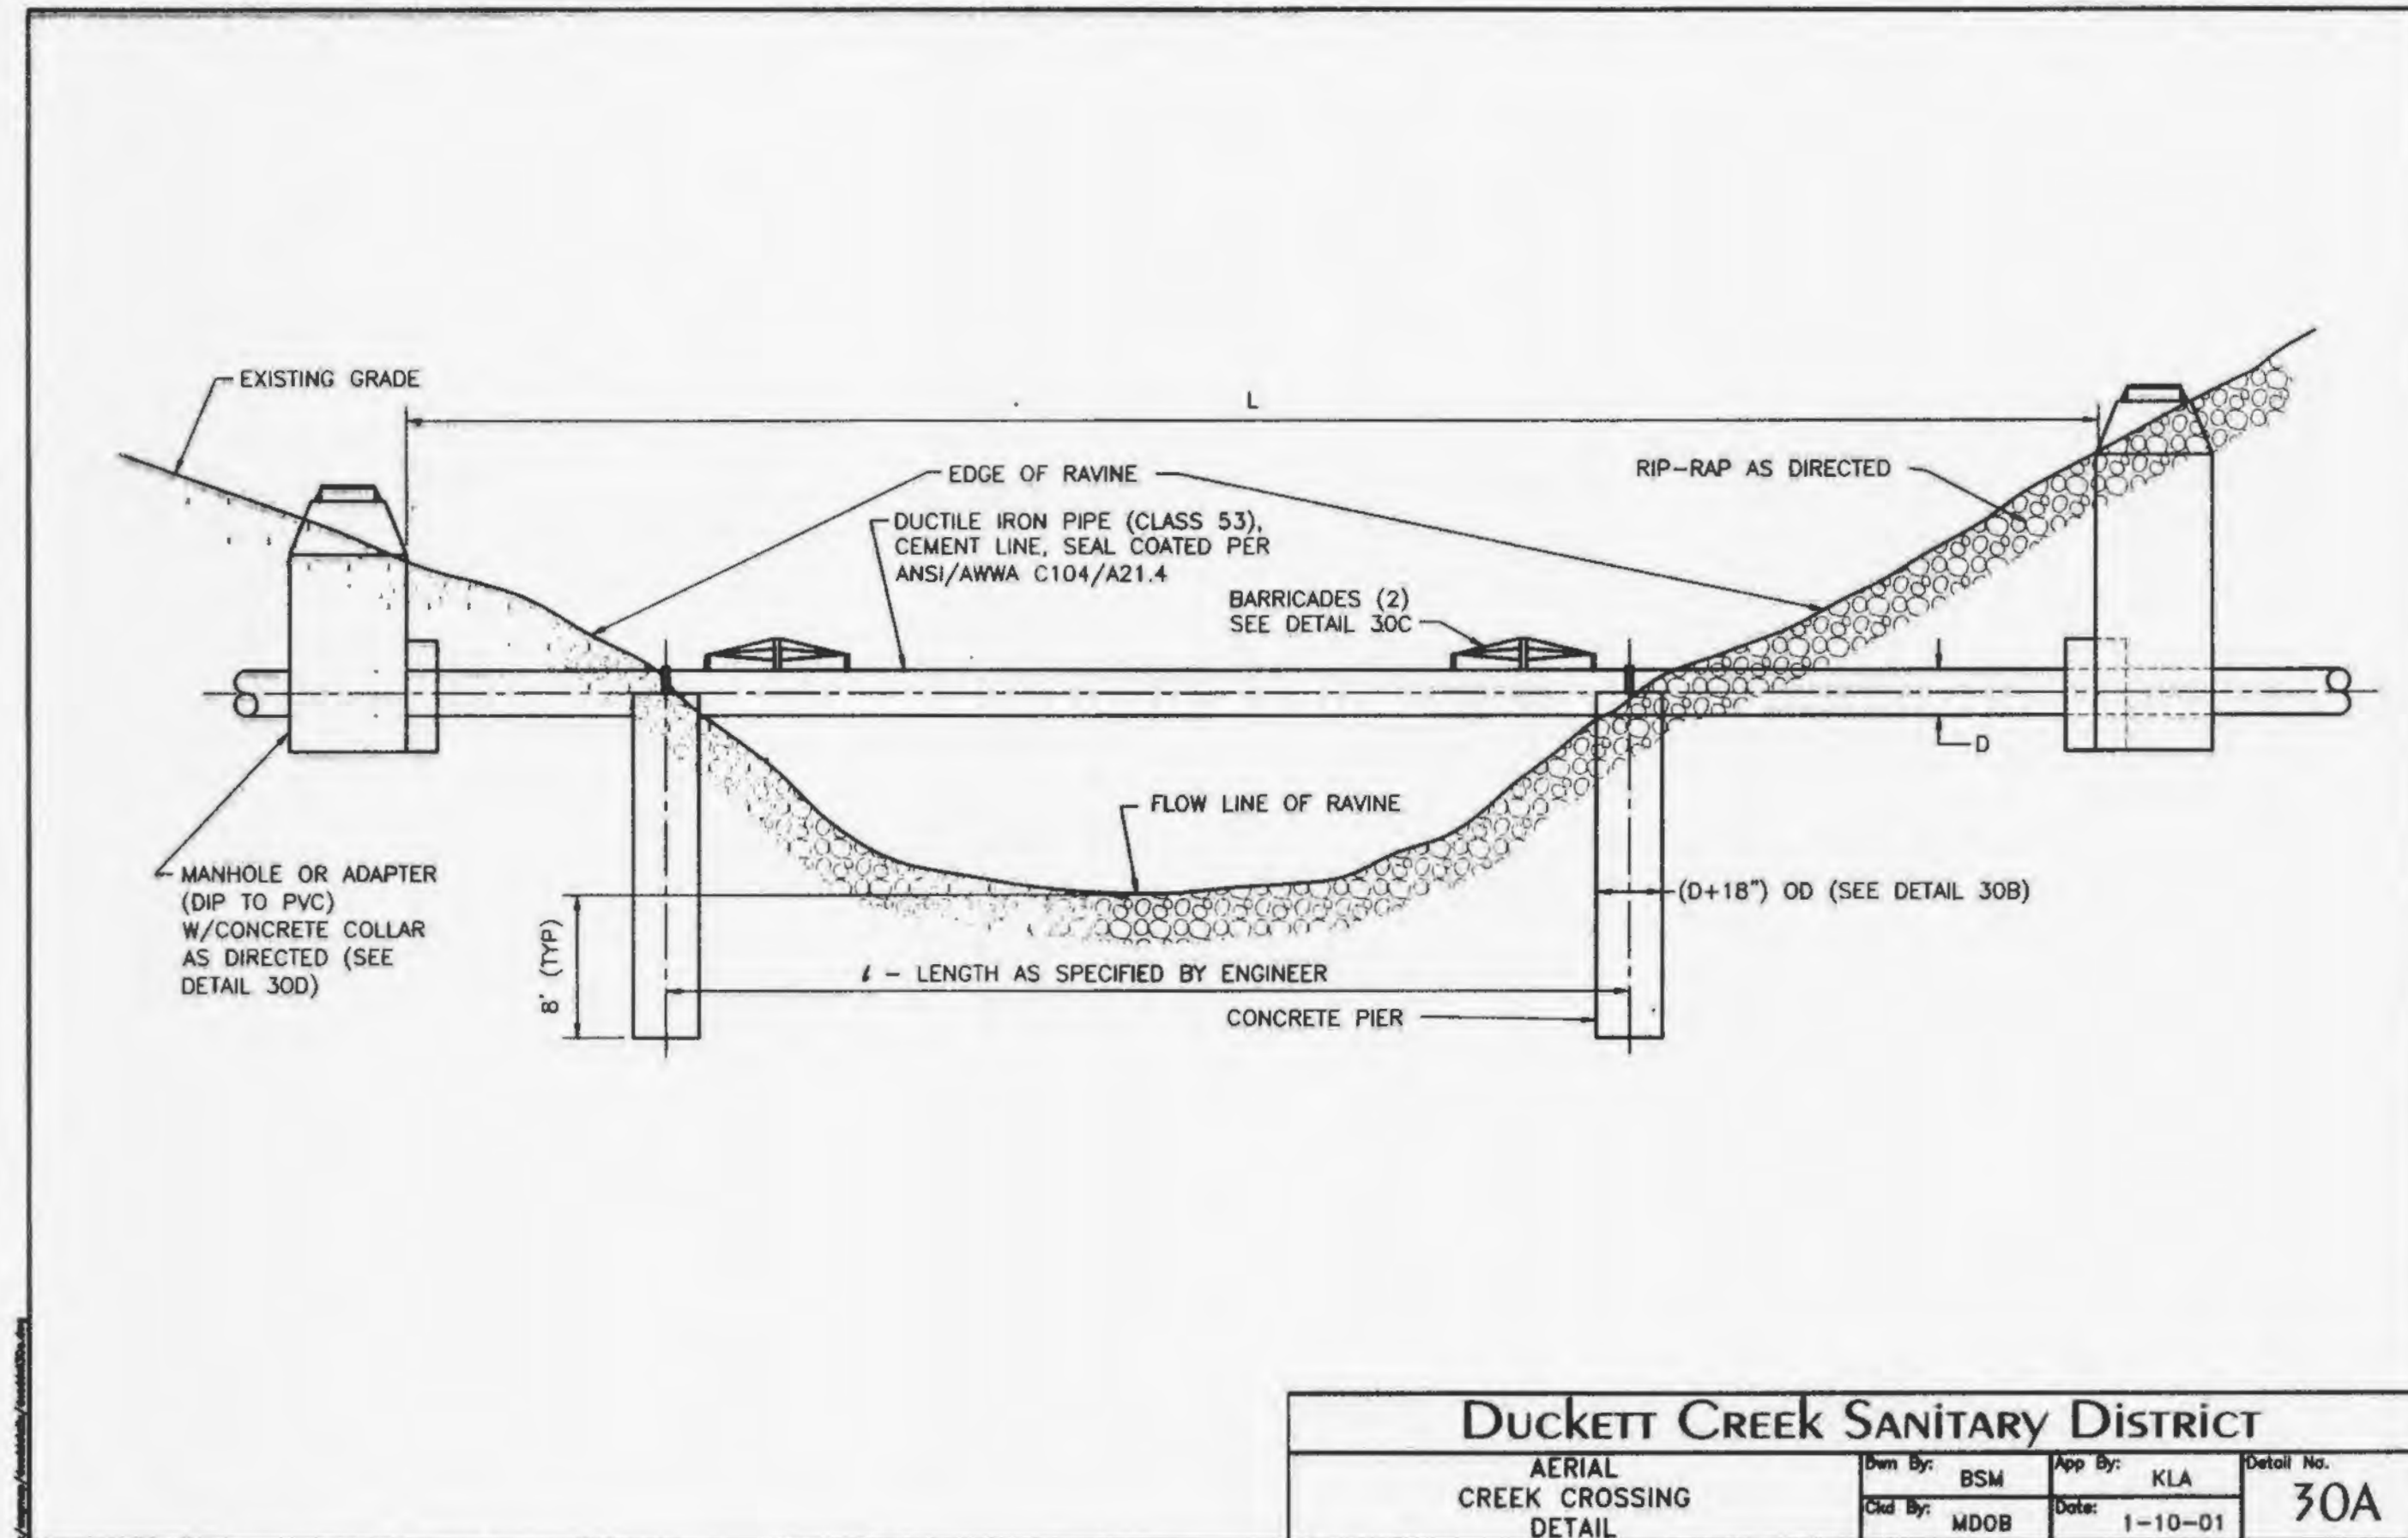 EXISTING GRADE
L
EDGE OF RAVINE
RIP-RAP AS DIRECTED
DUCTILE IRON PIPE (CLASS 53),
CEMENT LINE, SEAL COATED PER
ANSI/AWWA C104/A21.4
BARRICADES (2)
SEE DETAIL 30C
D
FLOW LINE OF RAVINE
MANHOLE OR ADAPTER
(DIP TO PVC)
W/CONCRETE COLLAR
AS DIRECTED (SEE
DETAIL 30D)
(D+18") OD (SEE DETAIL 30B)
8' (TYP)
ℓ - LENGTH AS SPECIFIED BY ENGINEER
CONCRETE PIER
Duckett Creek Sanitary District
AERIAL
CREEK CROSSING
DETAIL
Dwn By: BSM
App By: KLA
Ckd By: MDOB
Date: 1-10-01
Detail No.
30A